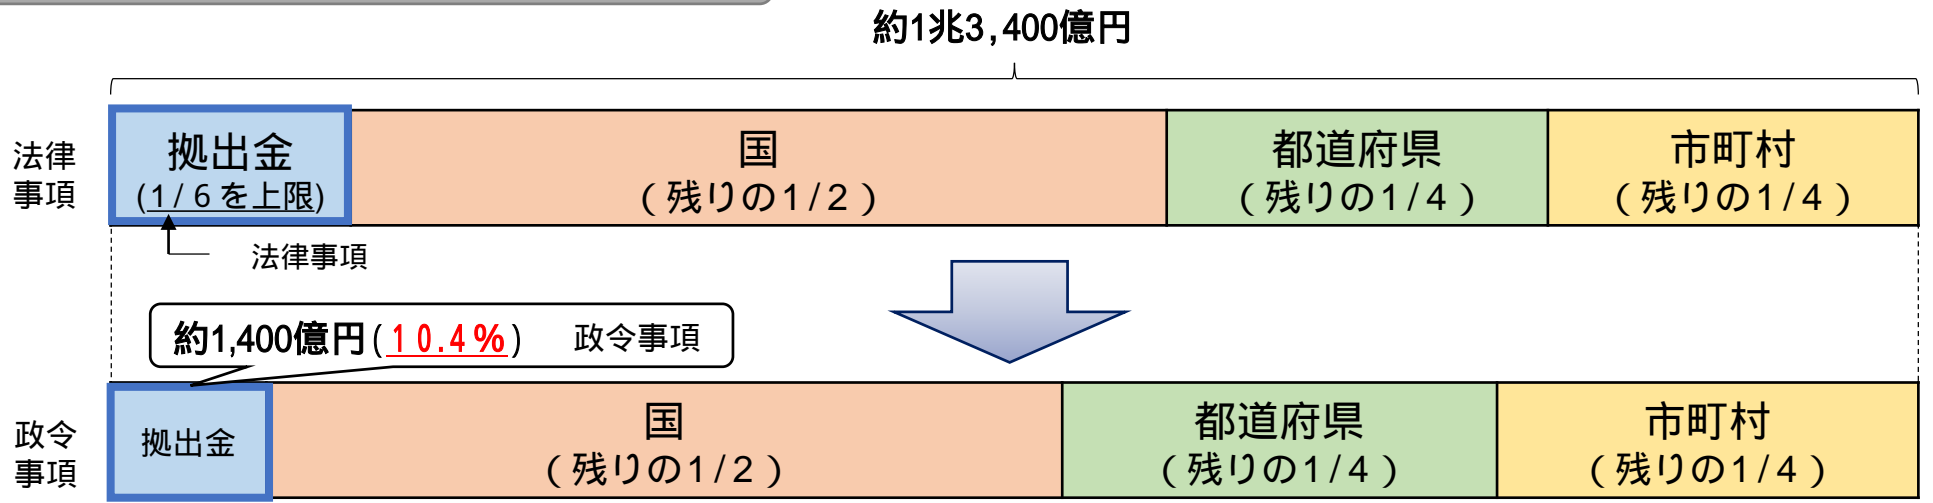 約1兆3,400億円
法律
事項
拠出金
(1/6を上限)
国
(残りの1/2)
都道府県
(残りの1/4)
市町村
(残りの1/4)
法律事項
約1,400億円(10.4%) 政令事項
政令
事項
拠出金
国
(残りの1/2)
都道府県
(残りの1/4)
市町村
(残りの1/4)